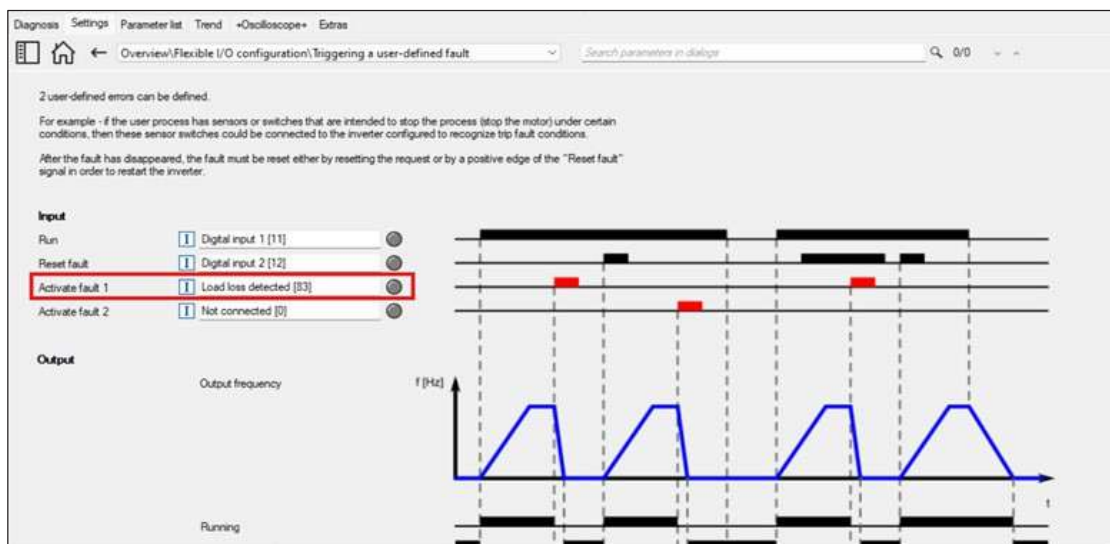 Diagnosis Settings Parameter list Trend +Oscilloscope+ Extras
Overview\Flexible I/O configuration\Triggering a user-defined fault Search parameters in dialogs 0/0
2 user-defined errors can be defined.
For example - if the user process has sensors or switches that are intended to stop the process (stop the motor) under certain
conditions, then these sensor switches could be connected to the inverter configured to recognize trip fault conditions.
After the fault has disappeared, the fault must be reset either by resetting the request or by a positive edge of the "Reset fault"
signal in order to restart the inverter.
Input
Run I Digital input 1 [11]
Reset fault I Digital input 2 [12]
Activate fault 1 I Load loss detected [83]
Activate fault 2 I Not connected [0]
Output
Output frequency f [Hz]
t
Running